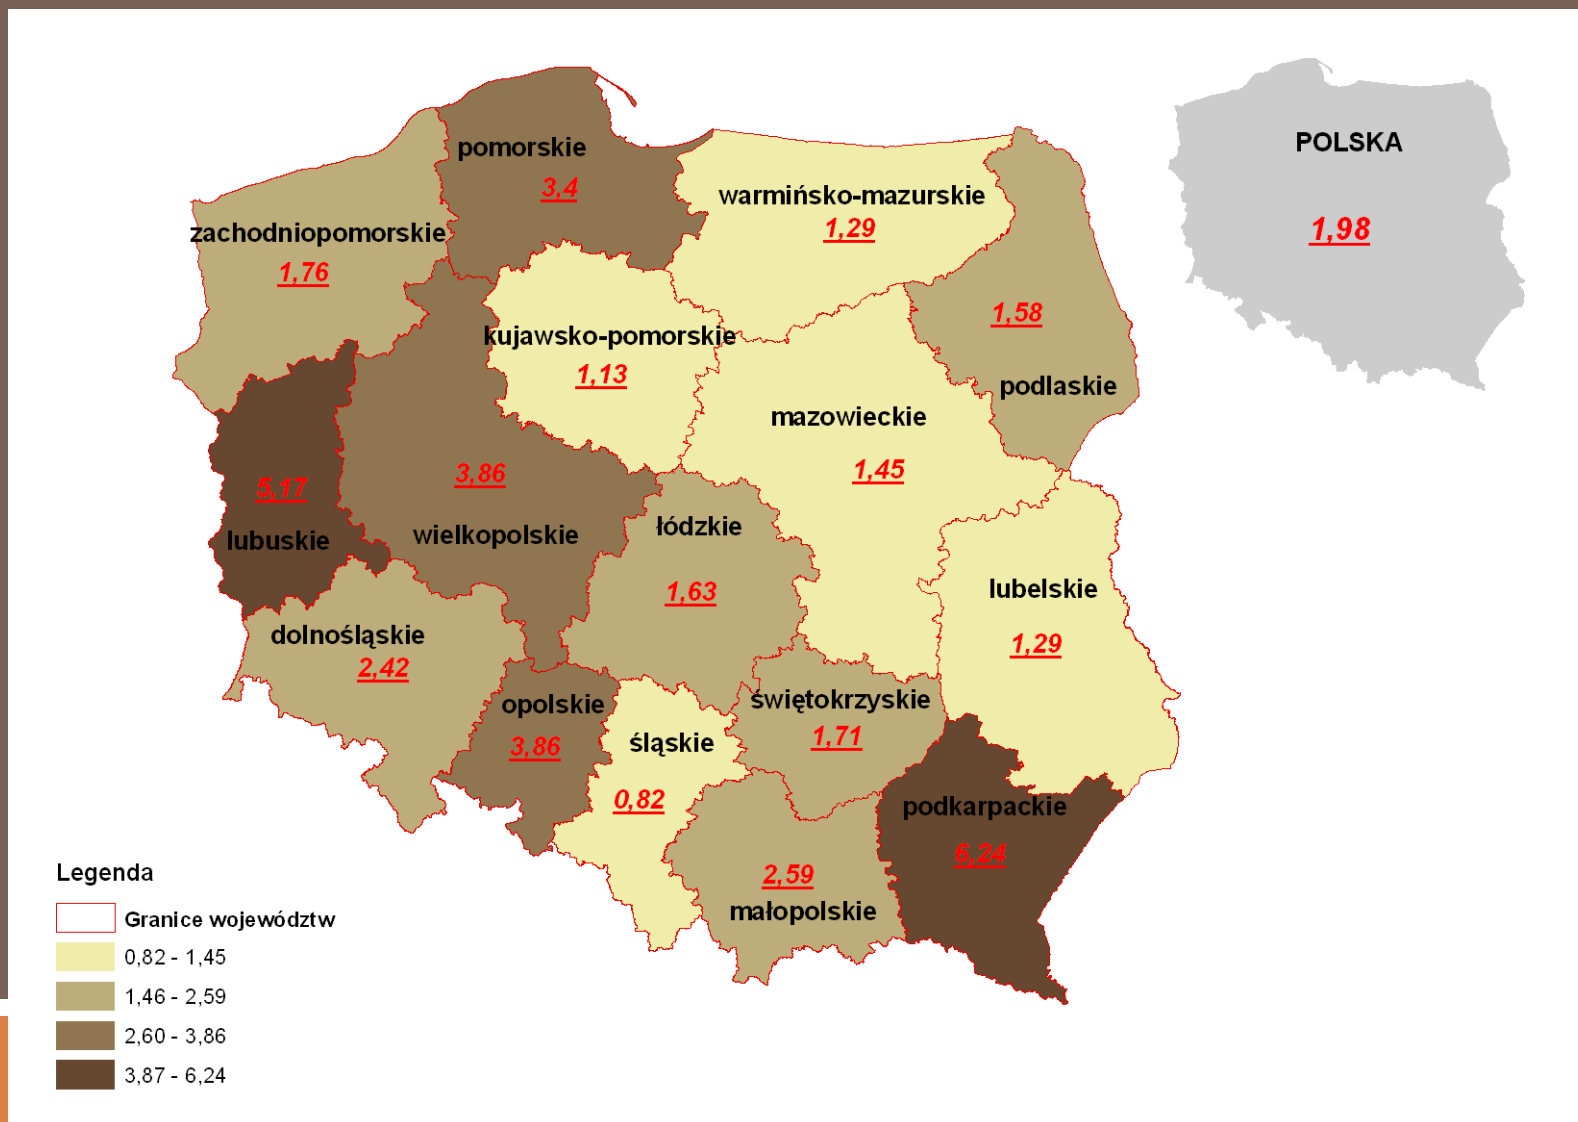 pomorskie
3,4
warmińsko-mazurskie
1,29
POLSKA
1,98
zachodniopomorskie
1,76
1,58
podlaskie
kujawsko-pomorskie
1,13
mazowieckie
1,45
5,17
lubuskie
3,86
wielkopolskie
łódzkie
1,63
lubelskie
1,29
dolnośląskie
2,42
opolskie
3,86
śląskie
0,82
świętokrzyskie
1,71
podkarpackie
6,24
2,59
małopolskie
Legenda
Granice województw
0,82 - 1,45
1,46 - 2,59
2,60 - 3,86
3,87 - 6,24